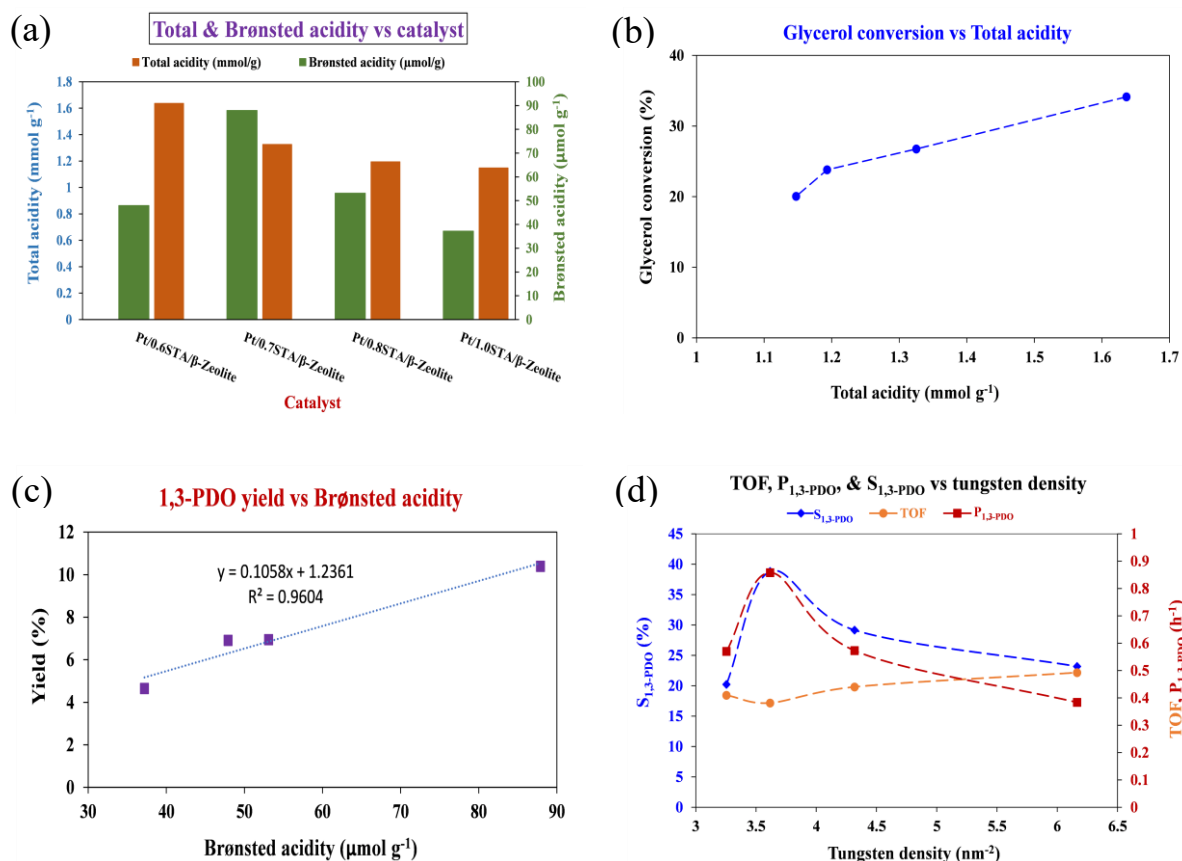 (a)
Total & Brønsted acidity vs catalyst
Total acidity (mmol/g)
Brønsted acidity (µmol/g)
Total acidity (mmol g⁻¹)
1.8
1.6
1.4
1.2
1
0.8
0.6
0.4
0.2
0
100
90
80
70
60
50
40
30
20
10
0
Brønsted acidity (µmol g⁻¹)
Pt/0.6STA/β-Zeolite
Pt/0.7STA/β-Zeolite
Pt/0.8STA/β-Zeolite
Pt/1.0STA/β-Zeolite
Catalyst
(b)
Glycerol conversion vs Total acidity
Glycerol conversion (%)
40
30
20
10
0
1 1.1 1.2 1.3 1.4 1.5 1.6 1.7
Total acidity (mmol g⁻¹)
(c)
1,3-PDO yield vs Brønsted acidity
y = 0.1058x + 1.2361
R² = 0.9604
Yield (%)
12
10
8
6
4
2
0
30 40 50 60 70 80 90
Brønsted acidity (µmol g⁻¹)
(d)
TOF, P₁,₃₋PDO, & S₁,₃₋PDO vs tungsten density
S₁,₃₋PDO
TOF
P₁,₃₋PDO
S₁,₃₋PDO (%)
45
40
35
30
25
20
15
10
5
0
1
0.9
0.8
0.7
0.6
0.5
0.4
0.3
0.2
0.1
0
TOF, P₁,₃₋PDO (h⁻¹)
3 3.5 4 4.5 5 5.5 6 6.5
Tungsten density (nm⁻²)